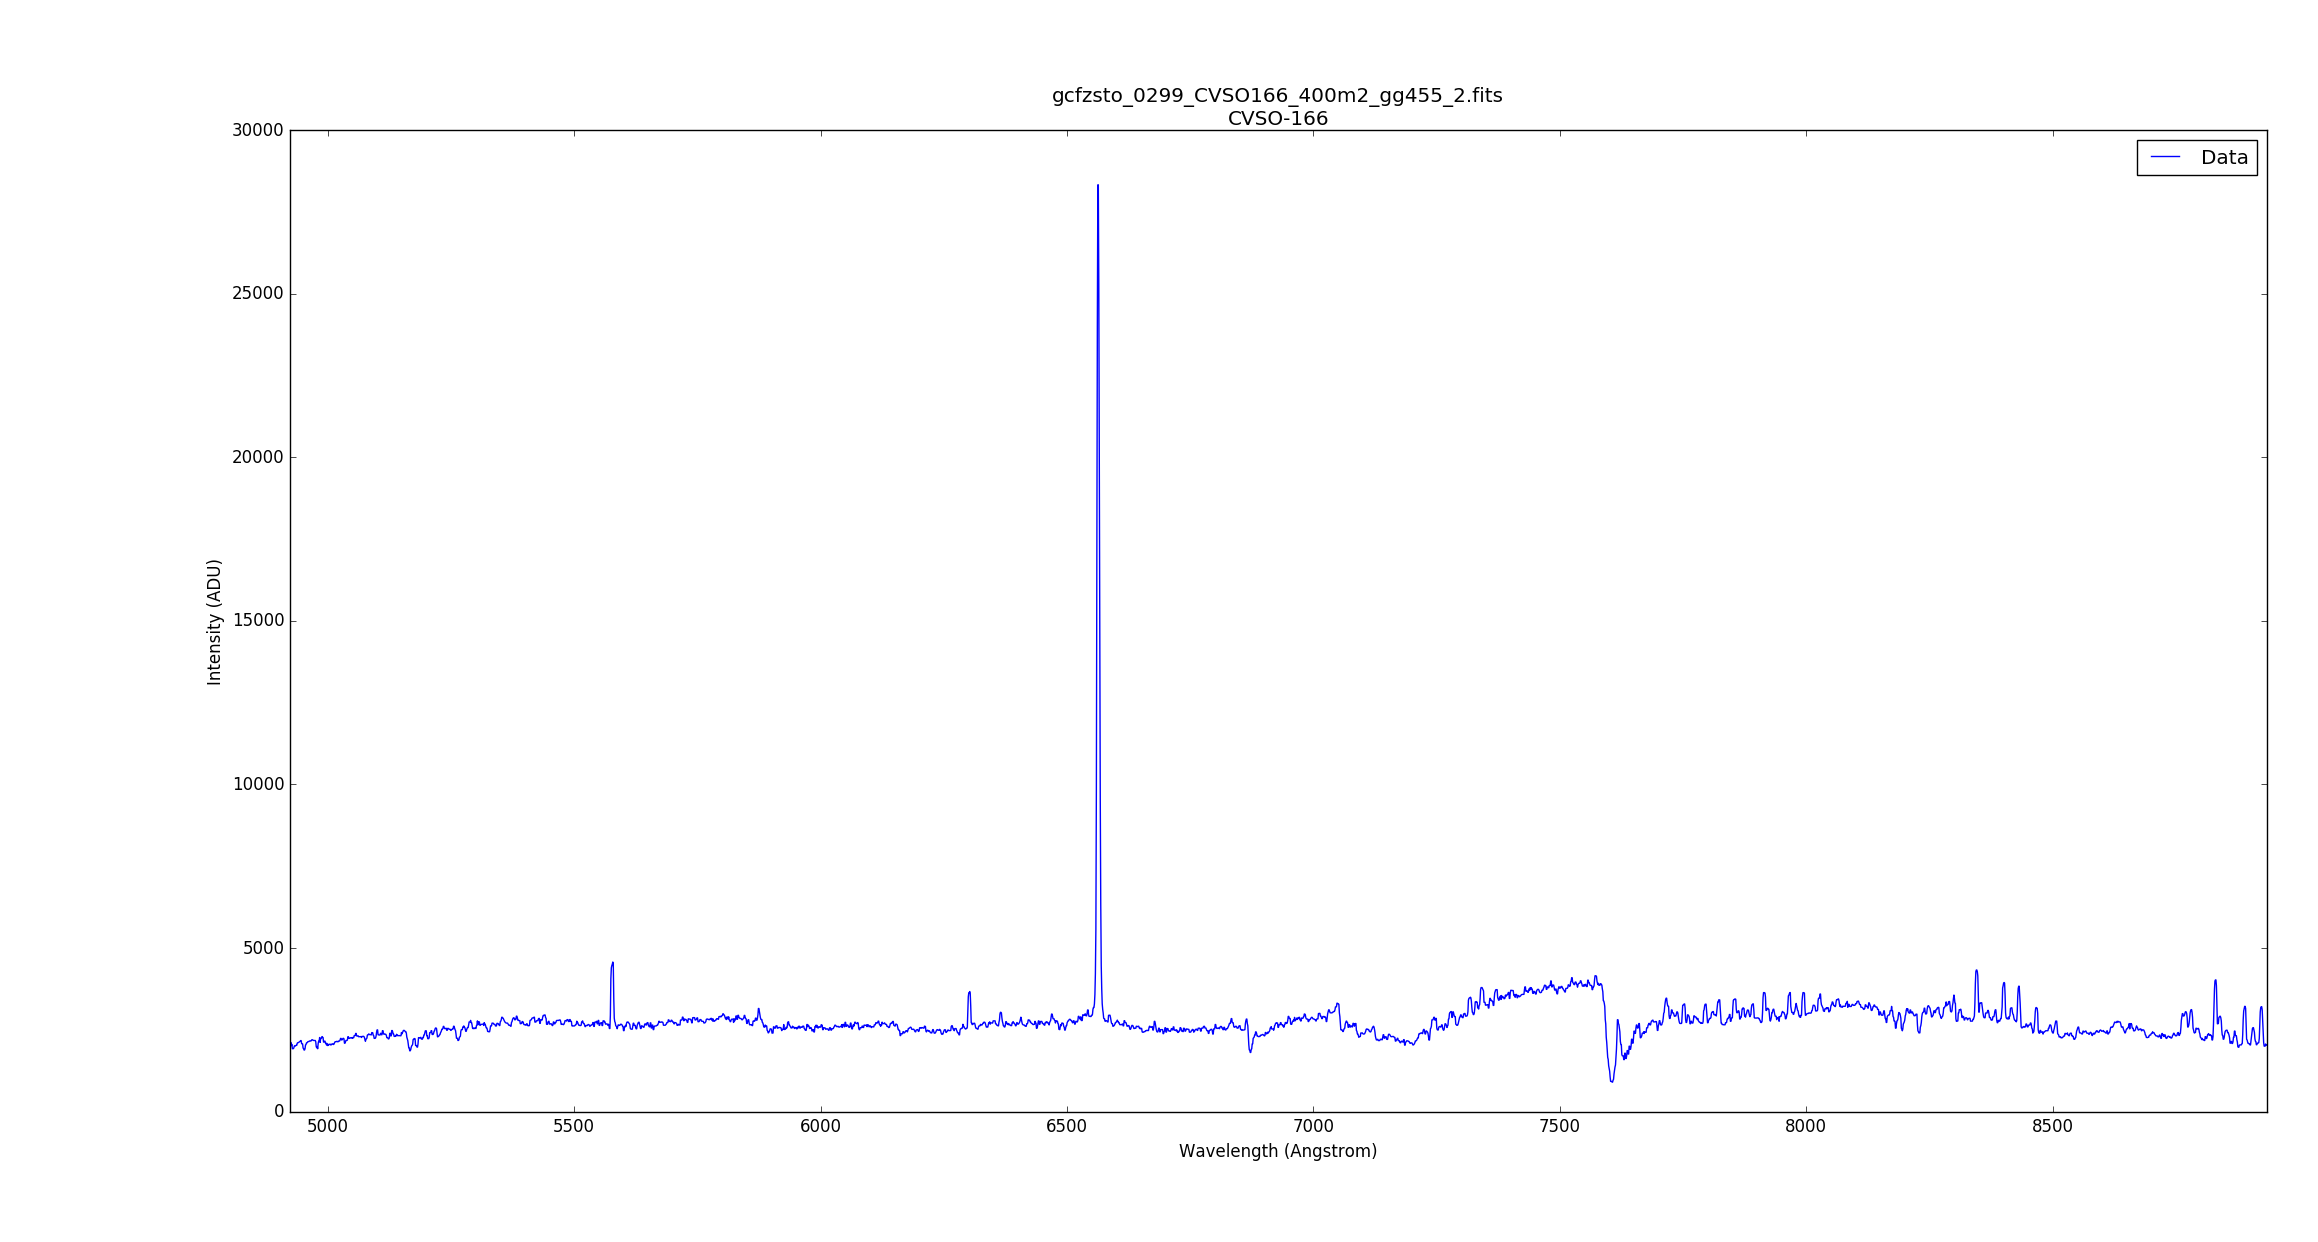 gcfzsto_0299_CVSO166_400m2_gg455_2.fits
CVSO-166
Data
30000
25000
20000
15000
10000
5000
0
Intensity (ADU)
5000 5500 6000 6500 7000 7500 8000 8500
Wavelength (Angstrom)